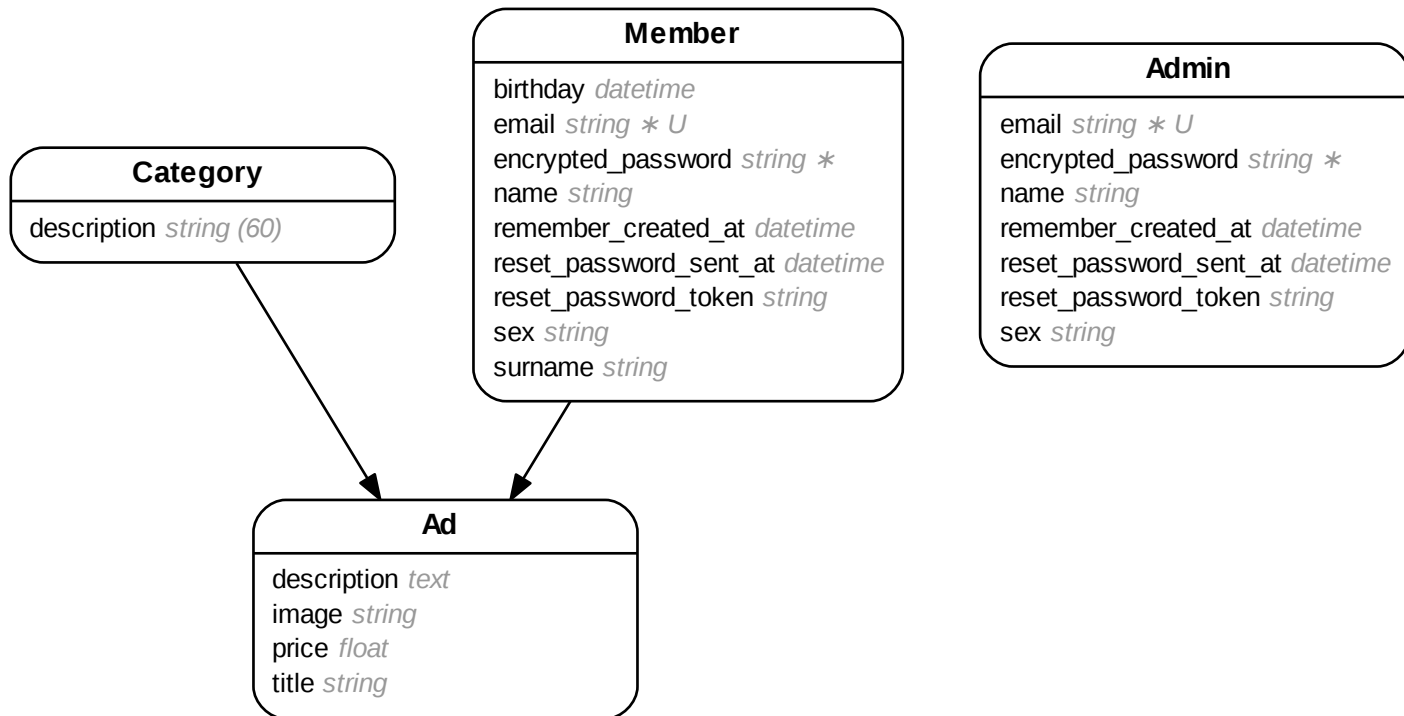 Category
description string (60)
Member
birthday datetime
email string ∗ U
encrypted_password string ∗
name string
remember_created_at datetime
reset_password_sent_at datetime
reset_password_token string
sex string
surname string
Admin
email string ∗ U
encrypted_password string ∗
name string
remember_created_at datetime
reset_password_sent_at datetime
reset_password_token string
sex string
Ad
description text
image string
price float
title string